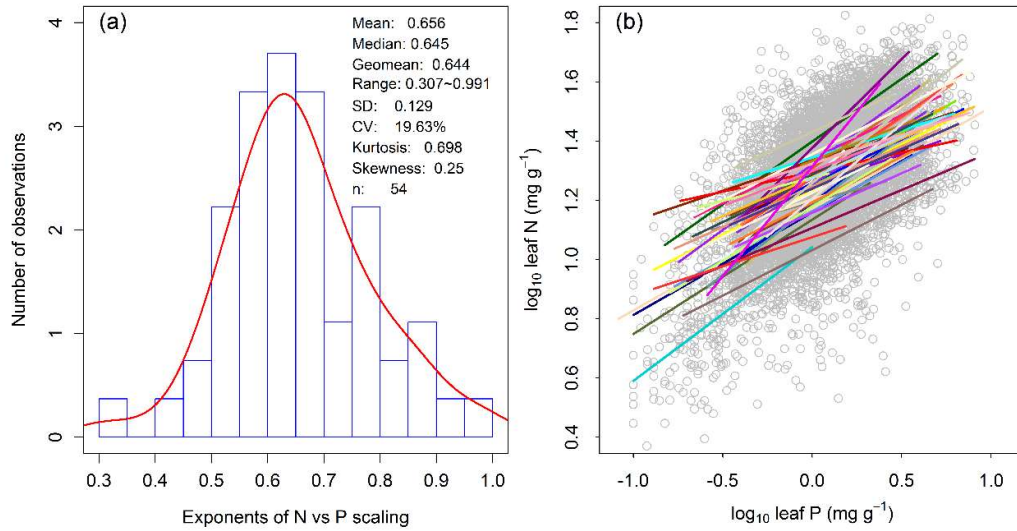 (a)
Mean: 0.656
Median: 0.645
Geomean: 0.644
Range: 0.307~0.991
SD: 0.129
CV: 19.63%
Kurtosis: 0.698
Skewness: 0.25
n: 54
Number of observations
4
3
2
1
0
0.3 0.4 0.5 0.6 0.7 0.8 0.9 1.0
Exponents of N vs P scaling
(b)
log₁₀ leaf N (mg g⁻¹)
1.8
1.6
1.4
1.2
1.0
0.8
0.6
0.4
-1.0 -0.5 0.0 0.5 1.0
log₁₀ leaf P (mg g⁻¹)